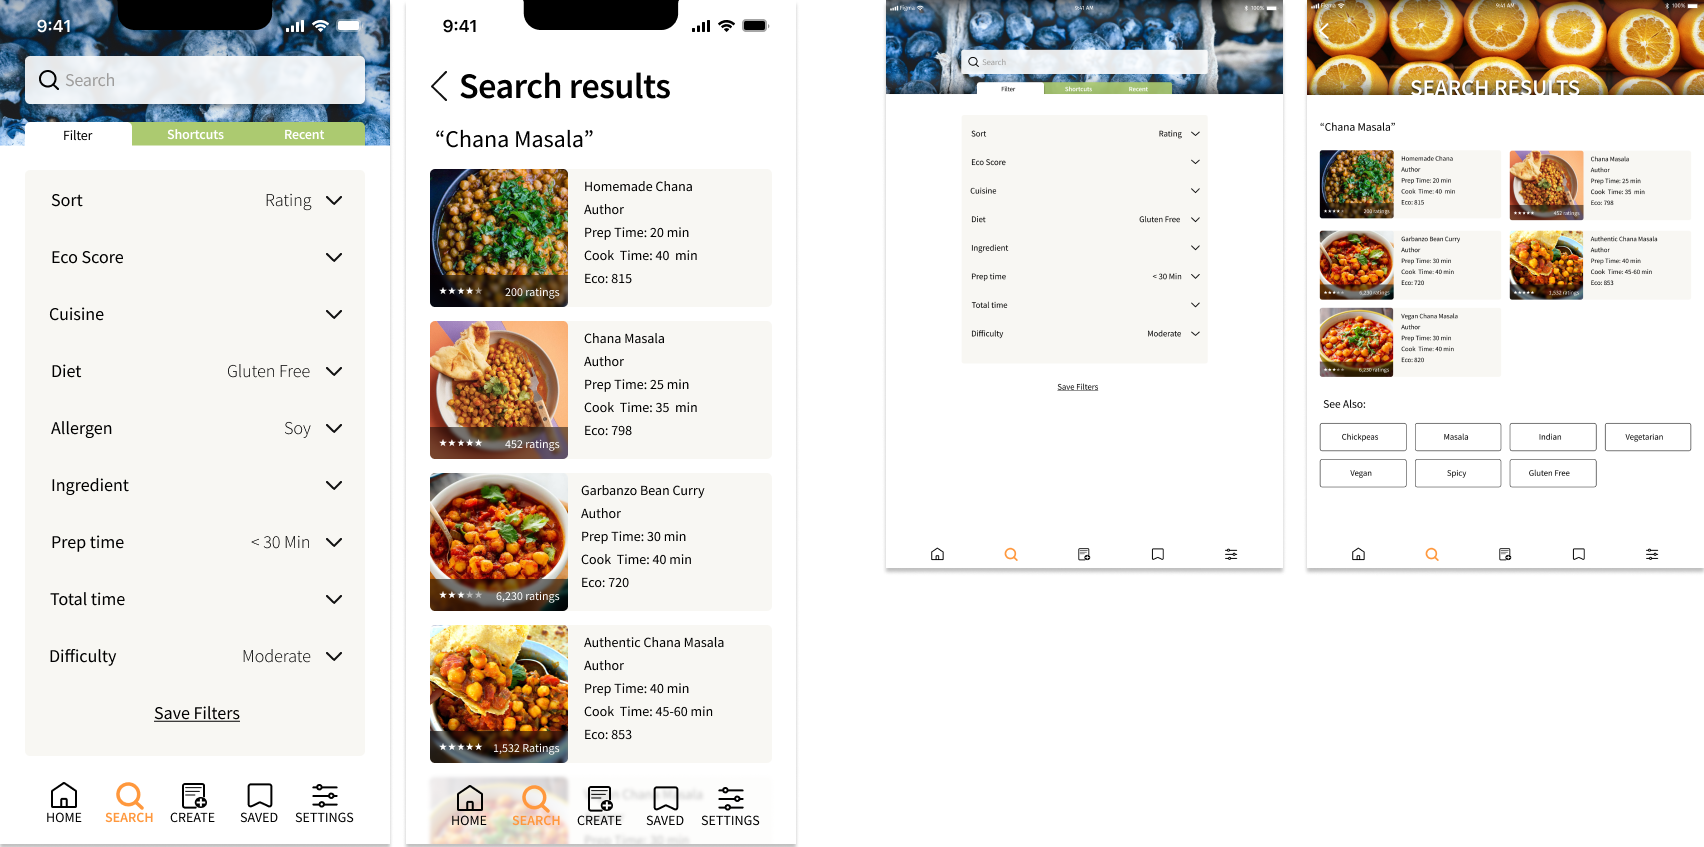 9:41
Search
Filter Shortcuts Recent
Sort Rating
Eco Score
Cuisine
Diet Gluten Free
Allergen Soy
Ingredient
Prep time < 30 Min
Total time
Difficulty Moderate
Save Filters
HOME SEARCH CREATE SAVED SETTINGS
9:41
Search results
“Chana Masala”
Homemade Chana
Author
Prep Time: 20 min
Cook Time: 40 min
Eco: 815
200 ratings
Chana Masala
Author
Prep Time: 25 min
Cook Time: 35 min
Eco: 798
452 ratings
Garbanzo Bean Curry
Author
Prep Time: 30 min
Cook Time: 40 min
Eco: 720
6,230 ratings
Authentic Chana Masala
Author
Prep Time: 40 min
Cook Time: 45-60 min
Eco: 853
1,532 Ratings
Vegan Chana Masala
Prep Time: 30 min
HOME SEARCH CREATE SAVED SETTINGS
Figma 9:41 AM 100%
Search
Filter Shortcuts Recent
Sort Rating
Eco Score
Cuisine
Diet Gluten Free
Ingredient
Prep time < 30 Min
Total time
Difficulty Moderate
Save Filters
Figma 9:41 AM 100%
SEARCH RESULTS
“Chana Masala”
Homemade Chana
Author
Prep Time: 20 min
Cook Time: 40 min
Eco: 815
200 ratings
Chana Masala
Author
Prep Time: 25 min
Cook Time: 35 min
Eco: 798
452 ratings
Garbanzo Bean Curry
Author
Prep Time: 30 min
Cook Time: 40 min
Eco: 720
6,230 ratings
Authentic Chana Masala
Author
Prep Time: 40 min
Cook Time: 45-60 min
Eco: 853
1,532 ratings
Vegan Chana Masala
Author
Prep Time: 30 min
Cook Time: 40 min
Eco: 820
6,230 ratings
See Also:
Chickpeas Masala Indian Vegetarian
Vegan Spicy Gluten Free